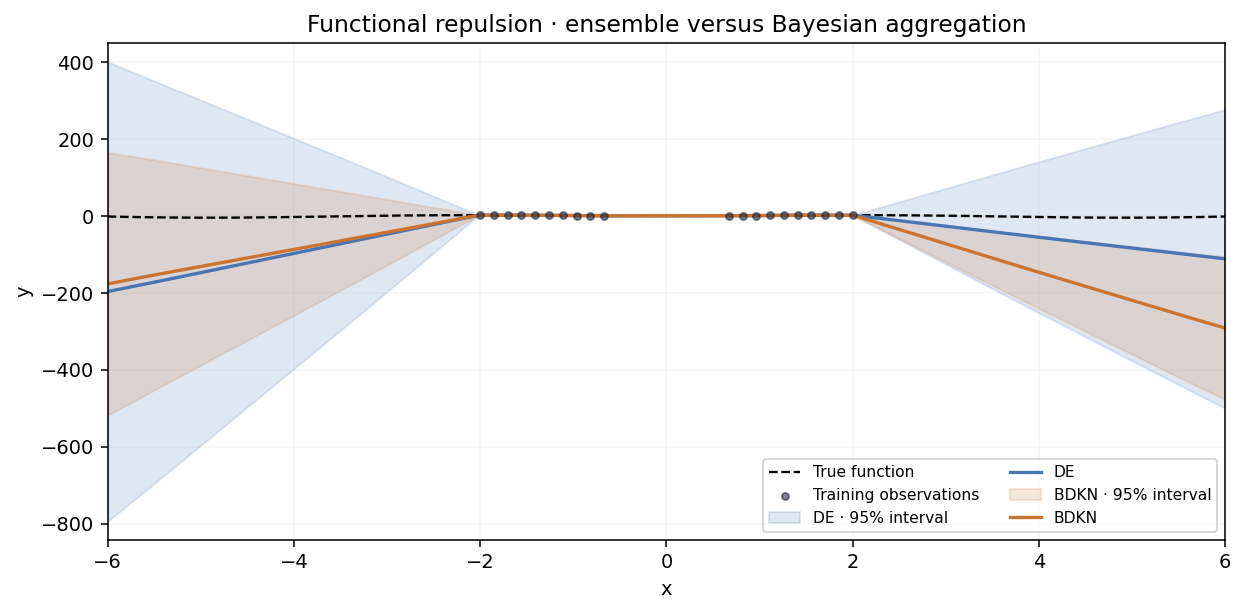 Functional repulsion · ensemble versus Bayesian aggregation
400
200
0
−200
−400
−600
−800
y
−6
−4
−2
0
2
4
6
x
True function
Training observations
DE · 95% interval
DE
BDKN · 95% interval
BDKN